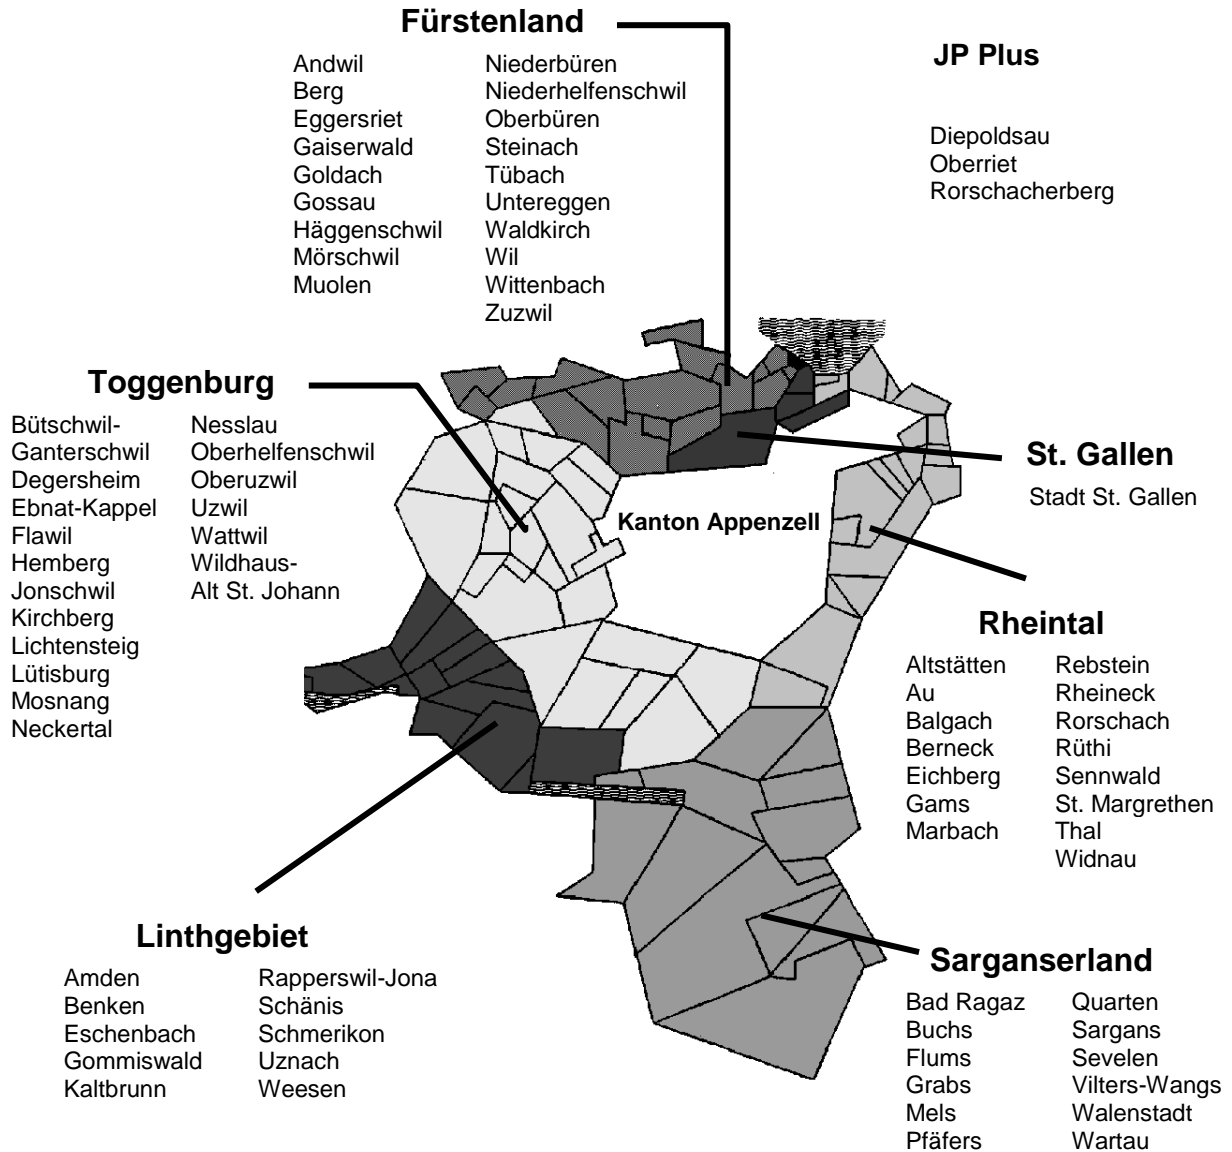 Fürstenland
Andwil
Berg
Eggersriet
Gaiserwald
Goldach
Gossau
Häggenschwil
Mörschwil
Muolen
Niederbüren
Niederhelfenschwil
Oberbüren
Steinach
Tübach
Untereggen
Waldkirch
Wil
Wittenbach
Zuzwil
JP Plus
Diepoldsau
Oberriet
Rorschacherberg
Toggenburg
Bütschwil-
Ganterschwil
Degersheim
Ebnat-Kappel
Flawil
Hemberg
Jonschwil
Kirchberg
Lichtensteig
Lütisburg
Mosnang
Neckertal
Nesslau
Oberhelfenschwil
Oberuzwil
Uzwil
Wattwil
Wildhaus-
Alt St. Johann
Kanton Appenzell
St. Gallen
Stadt St. Gallen
Rheintal
Altstätten
Au
Balgach
Berneck
Eichberg
Gams
Marbach
Rebstein
Rheineck
Rorschach
Rüthi
Sennwald
St. Margrethen
Thal
Widnau
Linthgebiet
Amden
Benken
Eschenbach
Gommiswald
Kaltbrunn
Rapperswil-Jona
Schänis
Schmerikon
Uznach
Weesen
Sarganserland
Bad Ragaz
Buchs
Flums
Grabs
Mels
Pfäfers
Quarten
Sargans
Sevelen
Vilters-Wangs
Walenstadt
Wartau